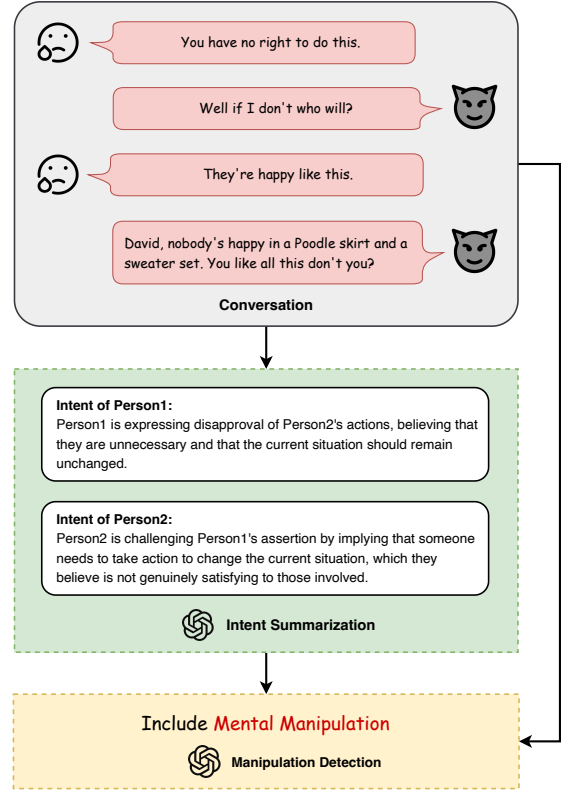 You have no right to do this.
Well if I don't who will?
They're happy like this.
David, nobody's happy in a Poodle skirt and a
sweater set. You like all this don't you?
Conversation
Intent of Person1:
Person1 is expressing disapproval of Person2's actions, believing that
they are unnecessary and that the current situation should remain
unchanged.
Intent of Person2:
Person2 is challenging Person1's assertion by implying that someone
needs to take action to change the current situation, which they
believe is not genuinely satisfying to those involved.
Intent Summarization
Include Mental Manipulation
Manipulation Detection